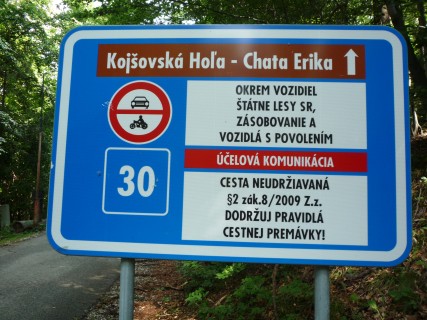 Kojšovská Hoľa - Chata Erika
OKREM VOZIDIEL
ŠTÁTNE LESY SR,
ZÁSOBOVANIE A
VOZIDLÁ S POVOLENÍM
ÚČELOVÁ KOMUNIKÁCIA
30
CESTA NEUDRŽIAVANÁ
§2 zák.8/2009 Z.z.
DODRŽUJ PRAVIDLÁ
CESTNEJ PREMÁVKY!